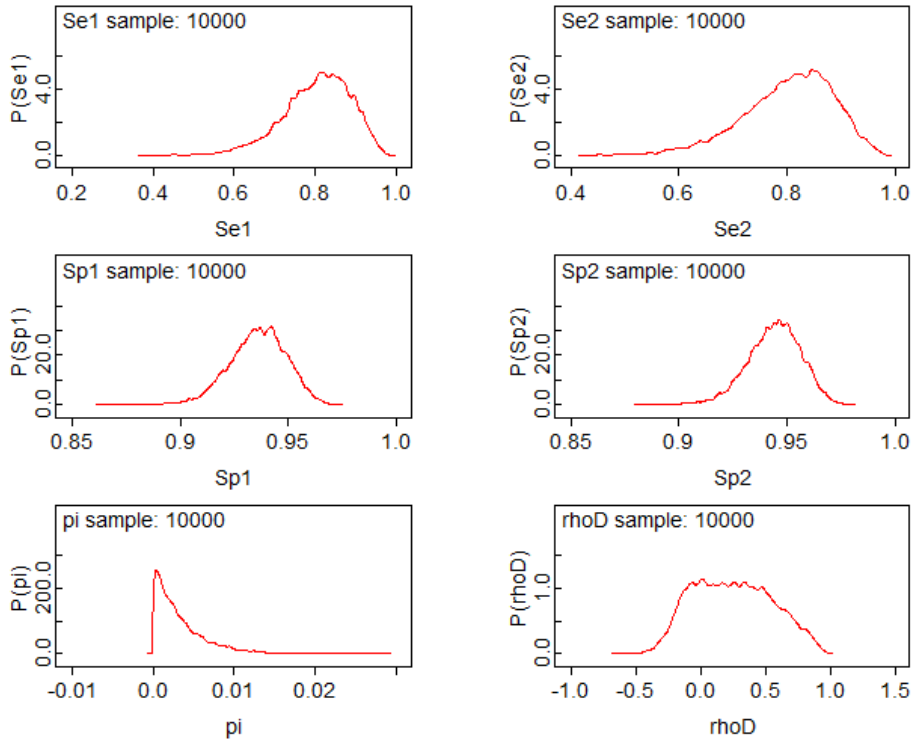 Se1 sample: 10000
P(Se1)
0.0 4.0
0.2 0.4 0.6 0.8 1.0
Se1
Se2 sample: 10000
P(Se2)
0.0 4.0
0.4 0.6 0.8 1.0
Se2
Sp1 sample: 10000
P(Sp1)
0.0 20.0
0.85 0.9 0.95 1.0
Sp1
Sp2 sample: 10000
P(Sp2)
0.0 20.0
0.85 0.9 0.95 1.0
Sp2
pi sample: 10000
P(pi)
0.0 200.0
-0.01 0.0 0.01 0.02
pi
rhoD sample: 10000
P(rhoD)
0.0 1.0
-1.0 -0.5 0.0 0.5 1.0 1.5
rhoD